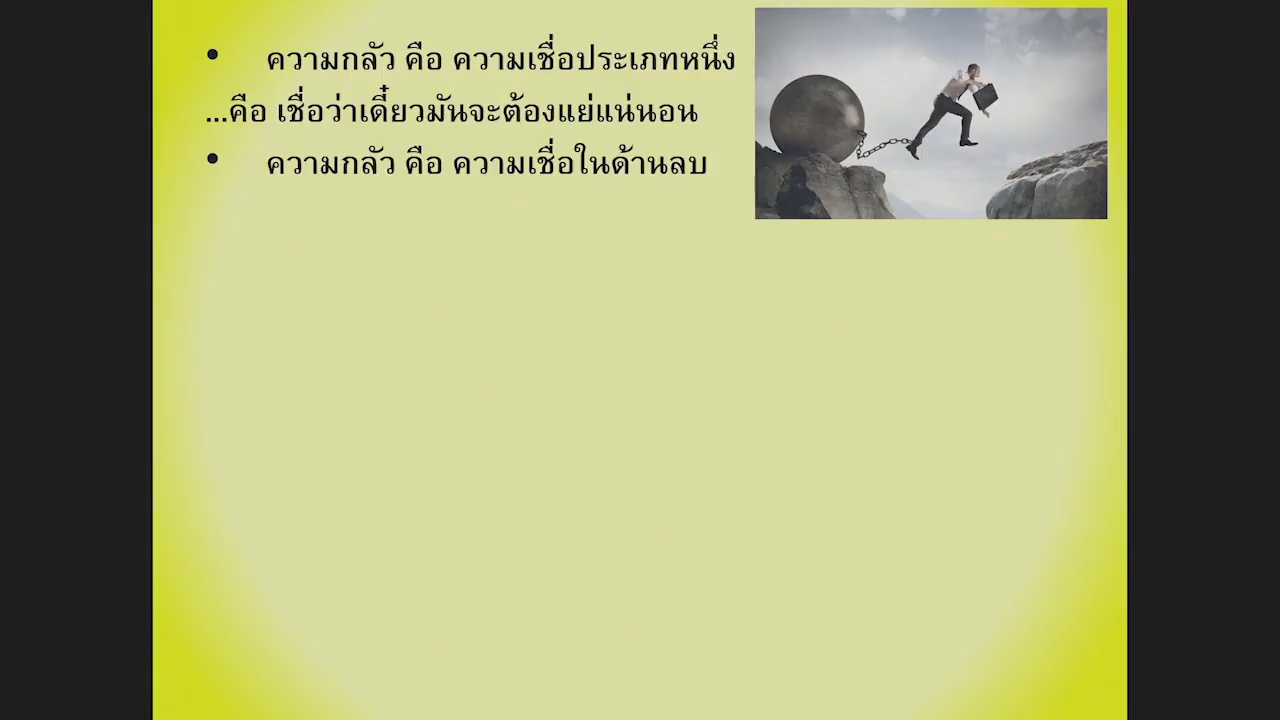 • ความกลัว คือ ความเชื่อประเภทหนึ่ง
...คือ เชื่อว่าเดี๋ยวมันจะต้องแย่แน่นอน
• ความกลัว คือ ความเชื่อในด้านลบ